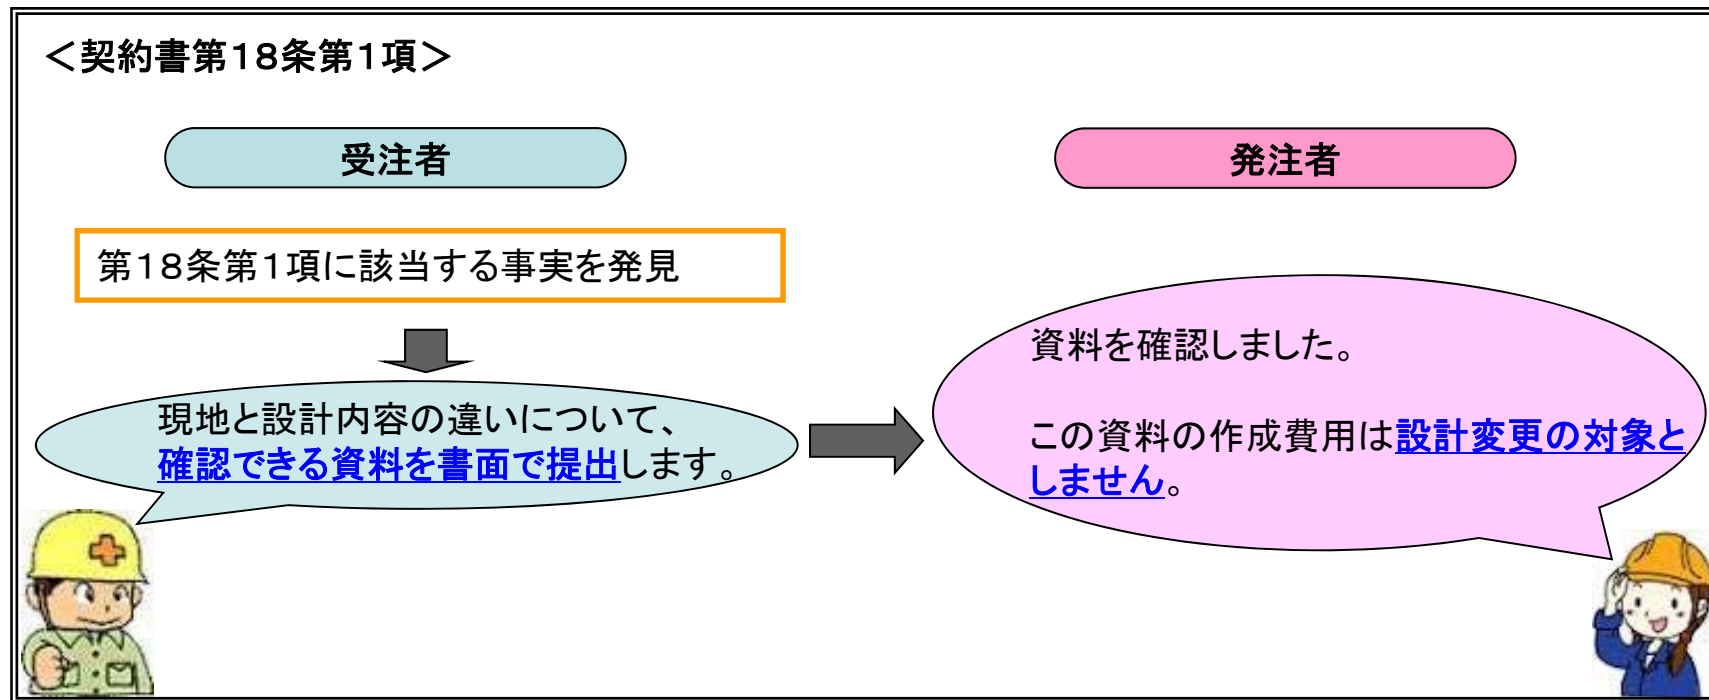 ＜契約書第１８条第１項＞
受注者
発注者
第１８条第１項に該当する事実を発見
現地と設計内容の違いについて、
確認できる資料を書面で提出します。
資料を確認しました。
この資料の作成費用は設計変更の対象と
しません。